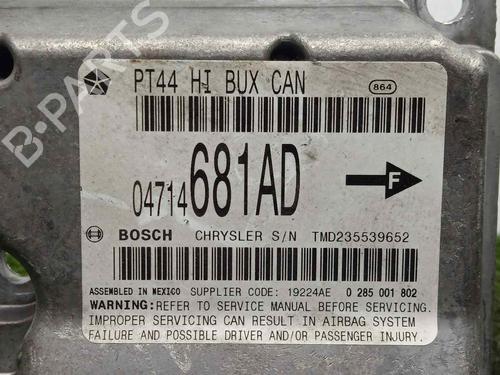 PT44 HI BUX CAN 864
04714681AD F
BOSCH CHRYSLER S/N TMD235539652
ASSEMBLED IN MEXICO SUPPLIER CODE: 19224AE 0 285 001 802
WARNING:REFER TO SERVICE MANUAL BEFORE SERVICING.
IMPROPER SERVICING CAN RESULT IN AIRBAG SYSTEM
FAILURE AND POSSIBLE DRIVER AND/OR PASSENGER INJURY.
B-PARTS